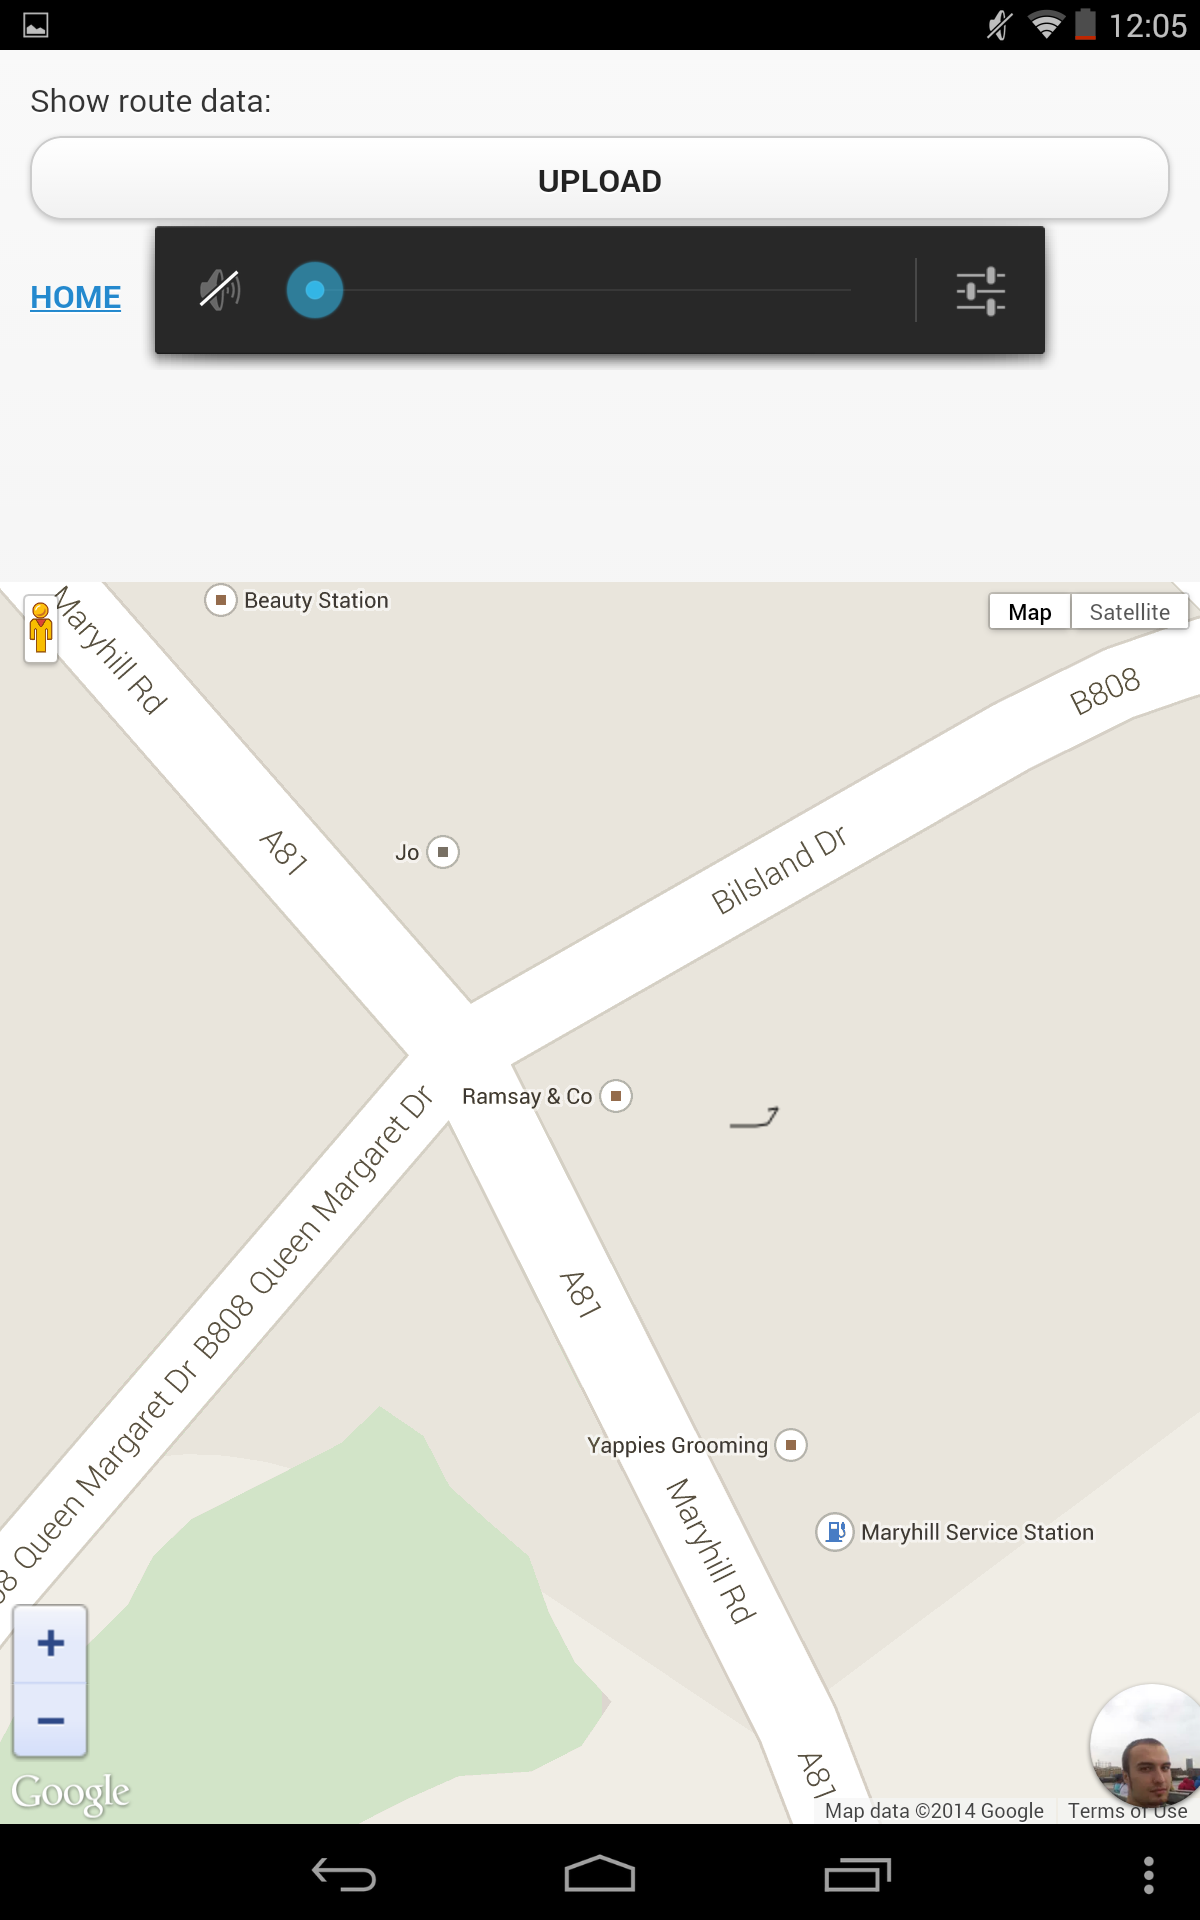 12:05
Show route data:
UPLOAD
HOME
Beauty Station
Map
Satellite
Maryhill Rd
B808
A81
Jo
Bilsland Dr
Ramsay & Co
Queen Margaret Dr
B808
A81
Queen Margaret Dr
Yappies Grooming
Maryhill Rd
Maryhill Service Station
A81
Google
Map data ©2014 Google
Terms of Use